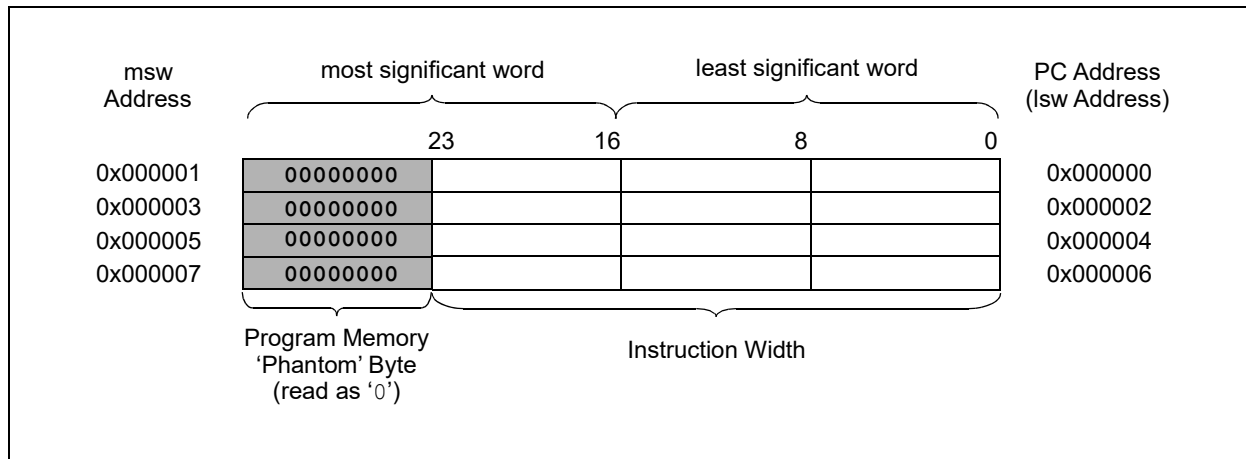 msw Address
most significant word
least significant word
PC Address (lsw Address)
23 16 8 0
0x000001 00000000 0x000000
0x000003 00000000 0x000002
0x000005 00000000 0x000004
0x000007 00000000 0x000006
Program Memory
‘Phantom’ Byte
(read as ‘0’)
Instruction Width